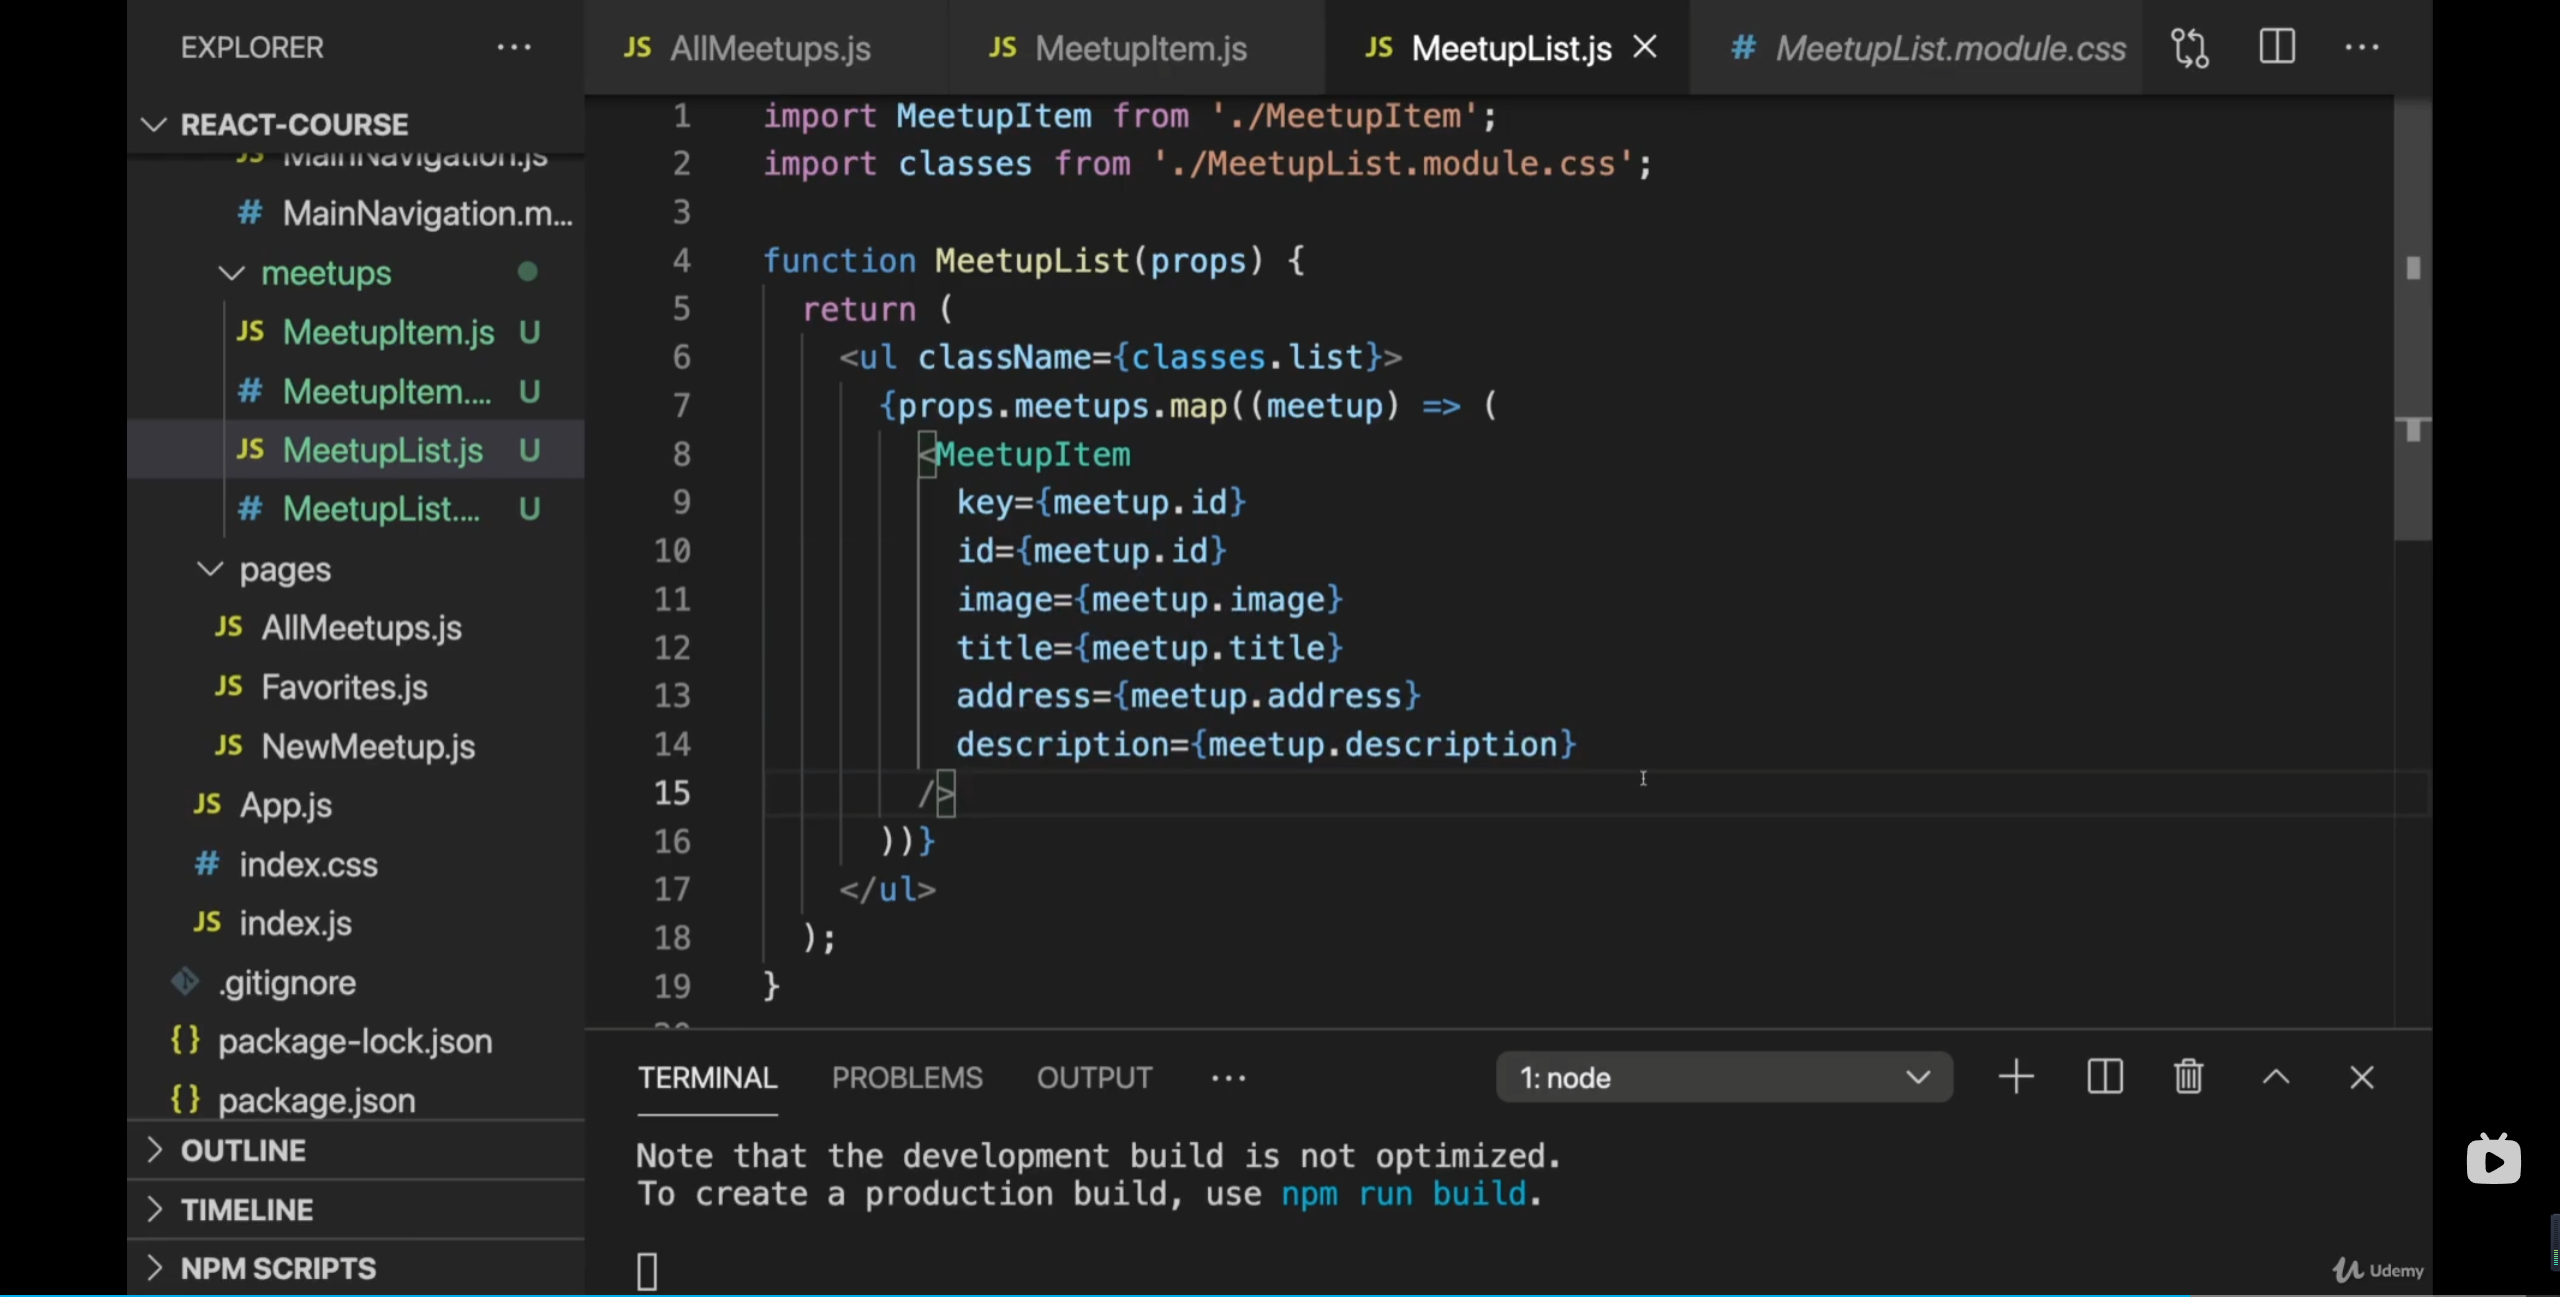 EXPLORER
REACT-COURSE
MainNavigation.js
# MainNavigation.m...
meetups
JS MeetupItem.js U
# MeetupItem.... U
JS MeetupList.js U
# MeetupList.... U
pages
JS AllMeetups.js
JS Favorites.js
JS NewMeetup.js
JS App.js
# index.css
JS index.js
.gitignore
{} package-lock.json
{} package.json
OUTLINE
TIMELINE
NPM SCRIPTS
JS AllMeetups.js JS MeetupItem.js JS MeetupList.js # MeetupList.module.css
1 import MeetupItem from './MeetupItem';
2 import classes from './MeetupList.module.css';
3
4 function MeetupList(props) {
5 return (
6 <ul className={classes.list}>
7 {props.meetups.map((meetup) => (
8 <MeetupItem
9 key={meetup.id}
10 id={meetup.id}
11 image={meetup.image}
12 title={meetup.title}
13 address={meetup.address}
14 description={meetup.description}
15 />
16 ))}
17 </ul>
18 );
19 }
TERMINAL PROBLEMS OUTPUT ... 1: node
Note that the development build is not optimized.
To create a production build, use npm run build.
Udemy